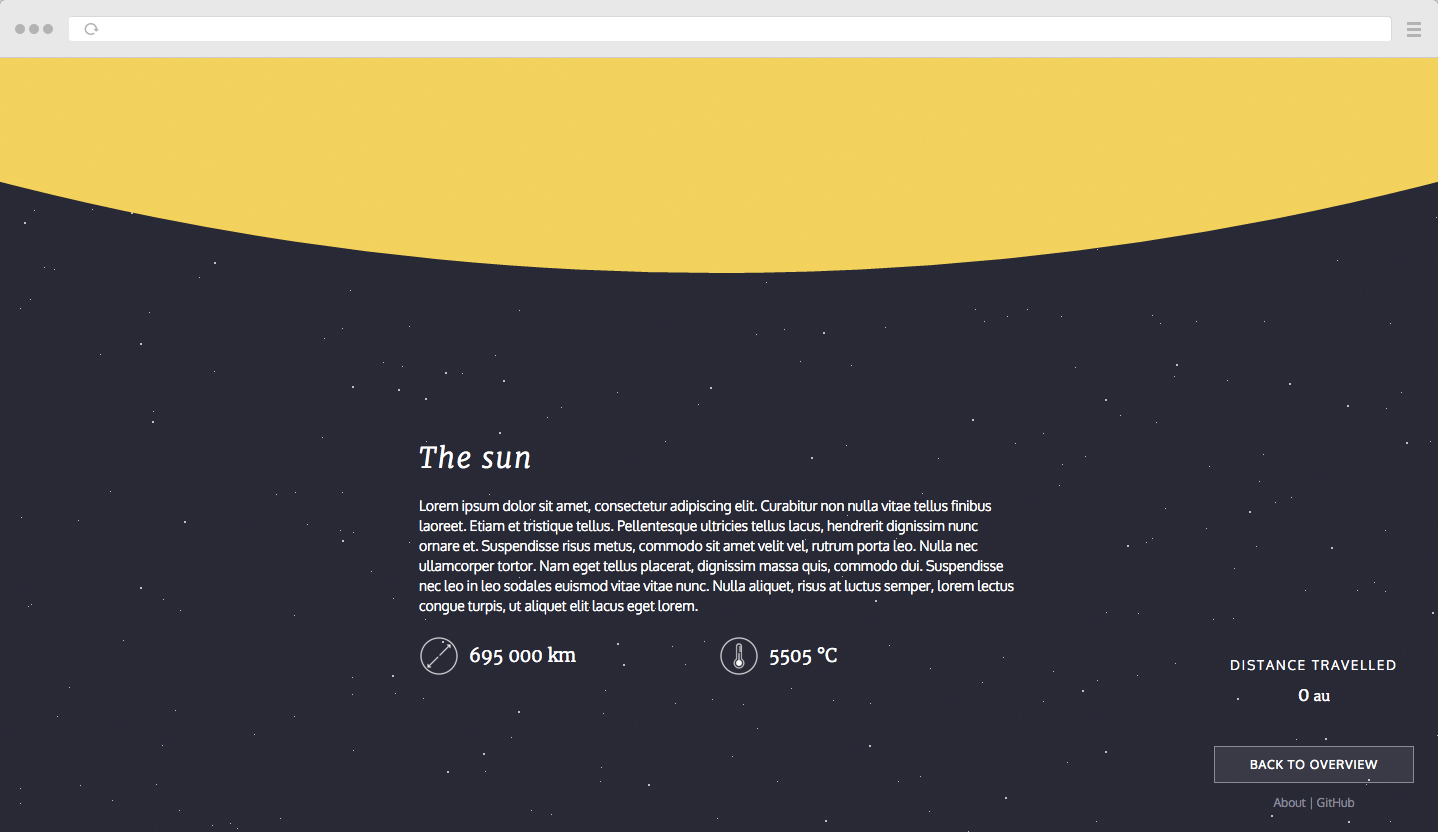 The sun
Lorem ipsum dolor sit amet, consectetur adipiscing elit. Curabitur non nulla vitae tellus finibus
laoreet. Etiam et tristique tellus. Pellentesque ultricies tellus lacus, hendrerit dignissim nunc
ornare et. Suspendisse risus metus, commodo sit amet velit vel, rutrum porta leo. Nulla nec
ullamcorper tortor. Nam eget tellus placerat, dignissim massa quis, commodo dui. Suspendisse
nec leo in leo sodales euismod vitae vitae nunc. Nulla aliquet, risus at luctus semper, lorem lectus
congue turpis, ut aliquet elit lacus eget lorem.
695 000 km
5505 °C
DISTANCE TRAVELLED
0 au
BACK TO OVERVIEW
About | GitHub